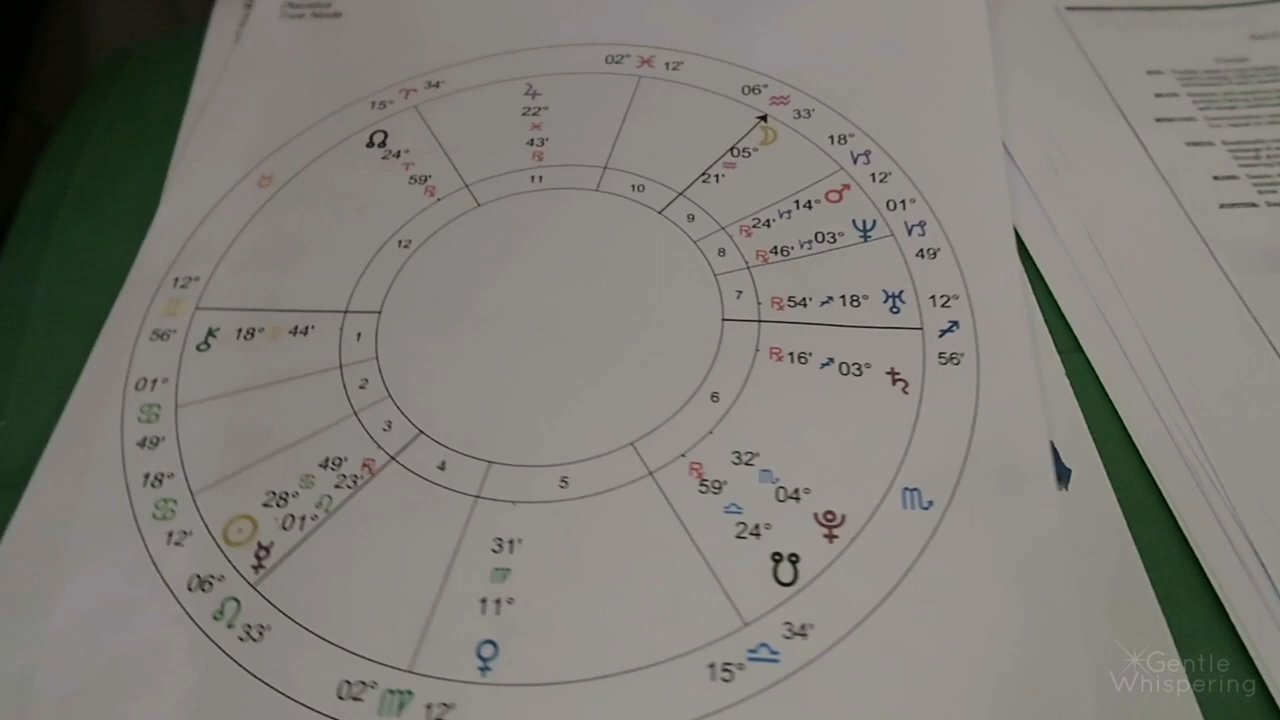 True Node
02° ♓ 12'
15° ♈ 34'
06° ♒ 33'
♃
22°
♓
43'
℞
☊
24°
♈
59'
℞
☽
05°
♒
21'
18° ♑ 12'
℞ 24' ♑ 14° ♂
℞ 46' ♑ 03° ♆
01° ♑ 49'
♉
11
10
9
8
7
12
12° ♊ 56'
℞ 54' ♐ 18° ♅
12° ♐ 56'
⚷ 18° ♊ 44'
1
2
3
4
5
6
℞ 16' ♐ 03° ♄
01° ♋ 49'
18° ♋ 12'
☉ 28° ♋ 49'
☿ 01° ♌ 23' ℞
32' ♏ 04° ♇
℞ 59' ♎ 24° ☋
♏
31'
♍
11°
♀
06° ♌ 33'
02° ♍ 12'
15° ♎ 34'
Gentle
Whispering